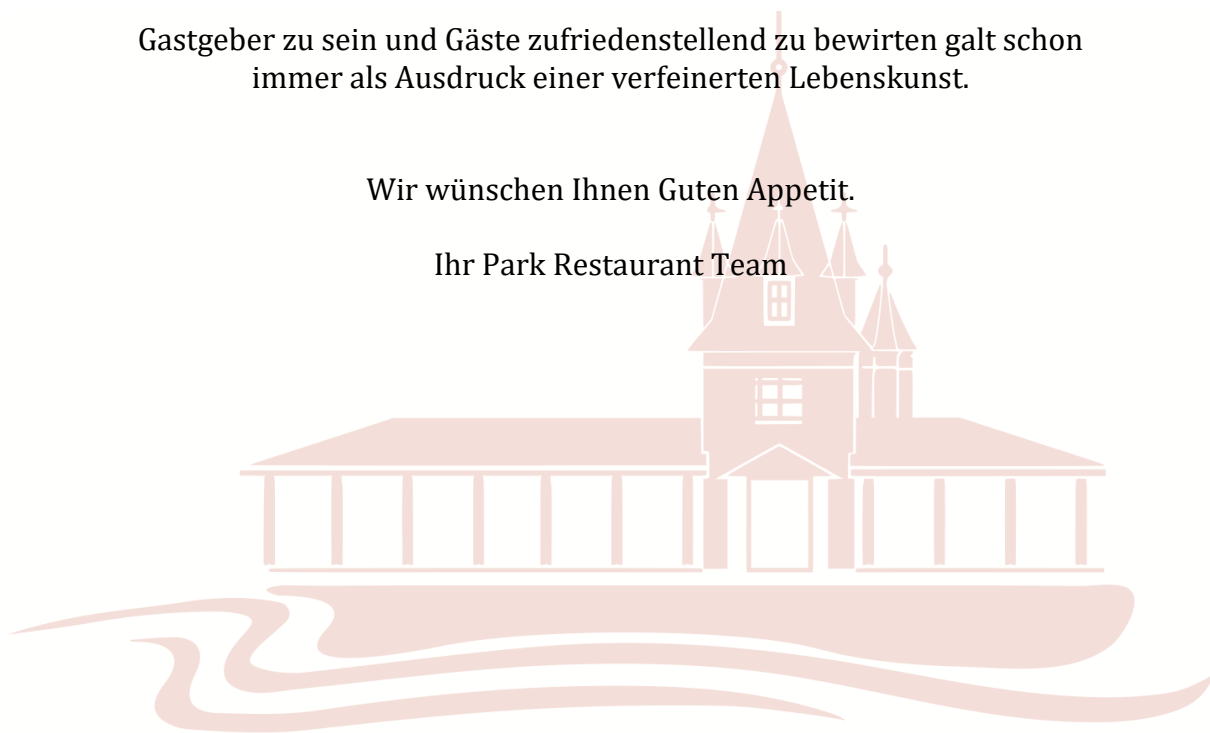 Gastgeber zu sein und Gäste zufriedenstellend zu bewirten galt schon
immer als Ausdruck einer verfeinerten Lebenskunst.
Wir wünschen Ihnen Guten Appetit.
Ihr Park Restaurant Team